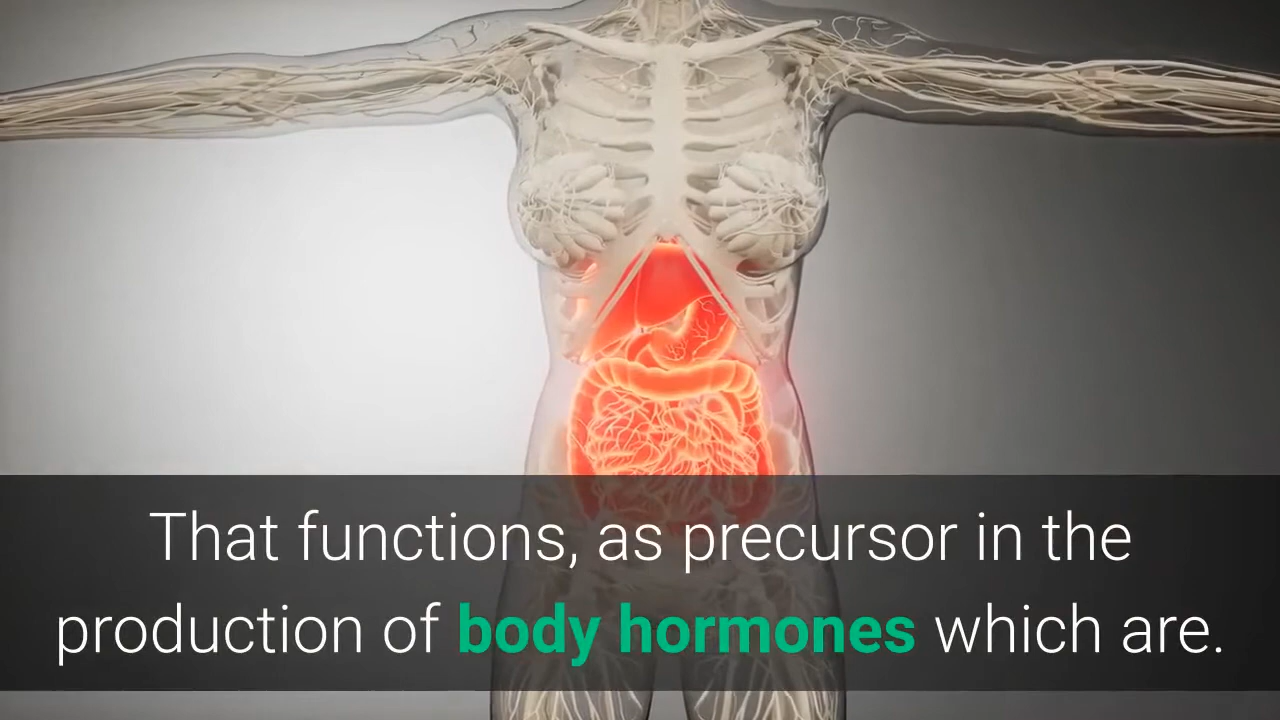 That functions, as precursor in the
production of body hormones which are.